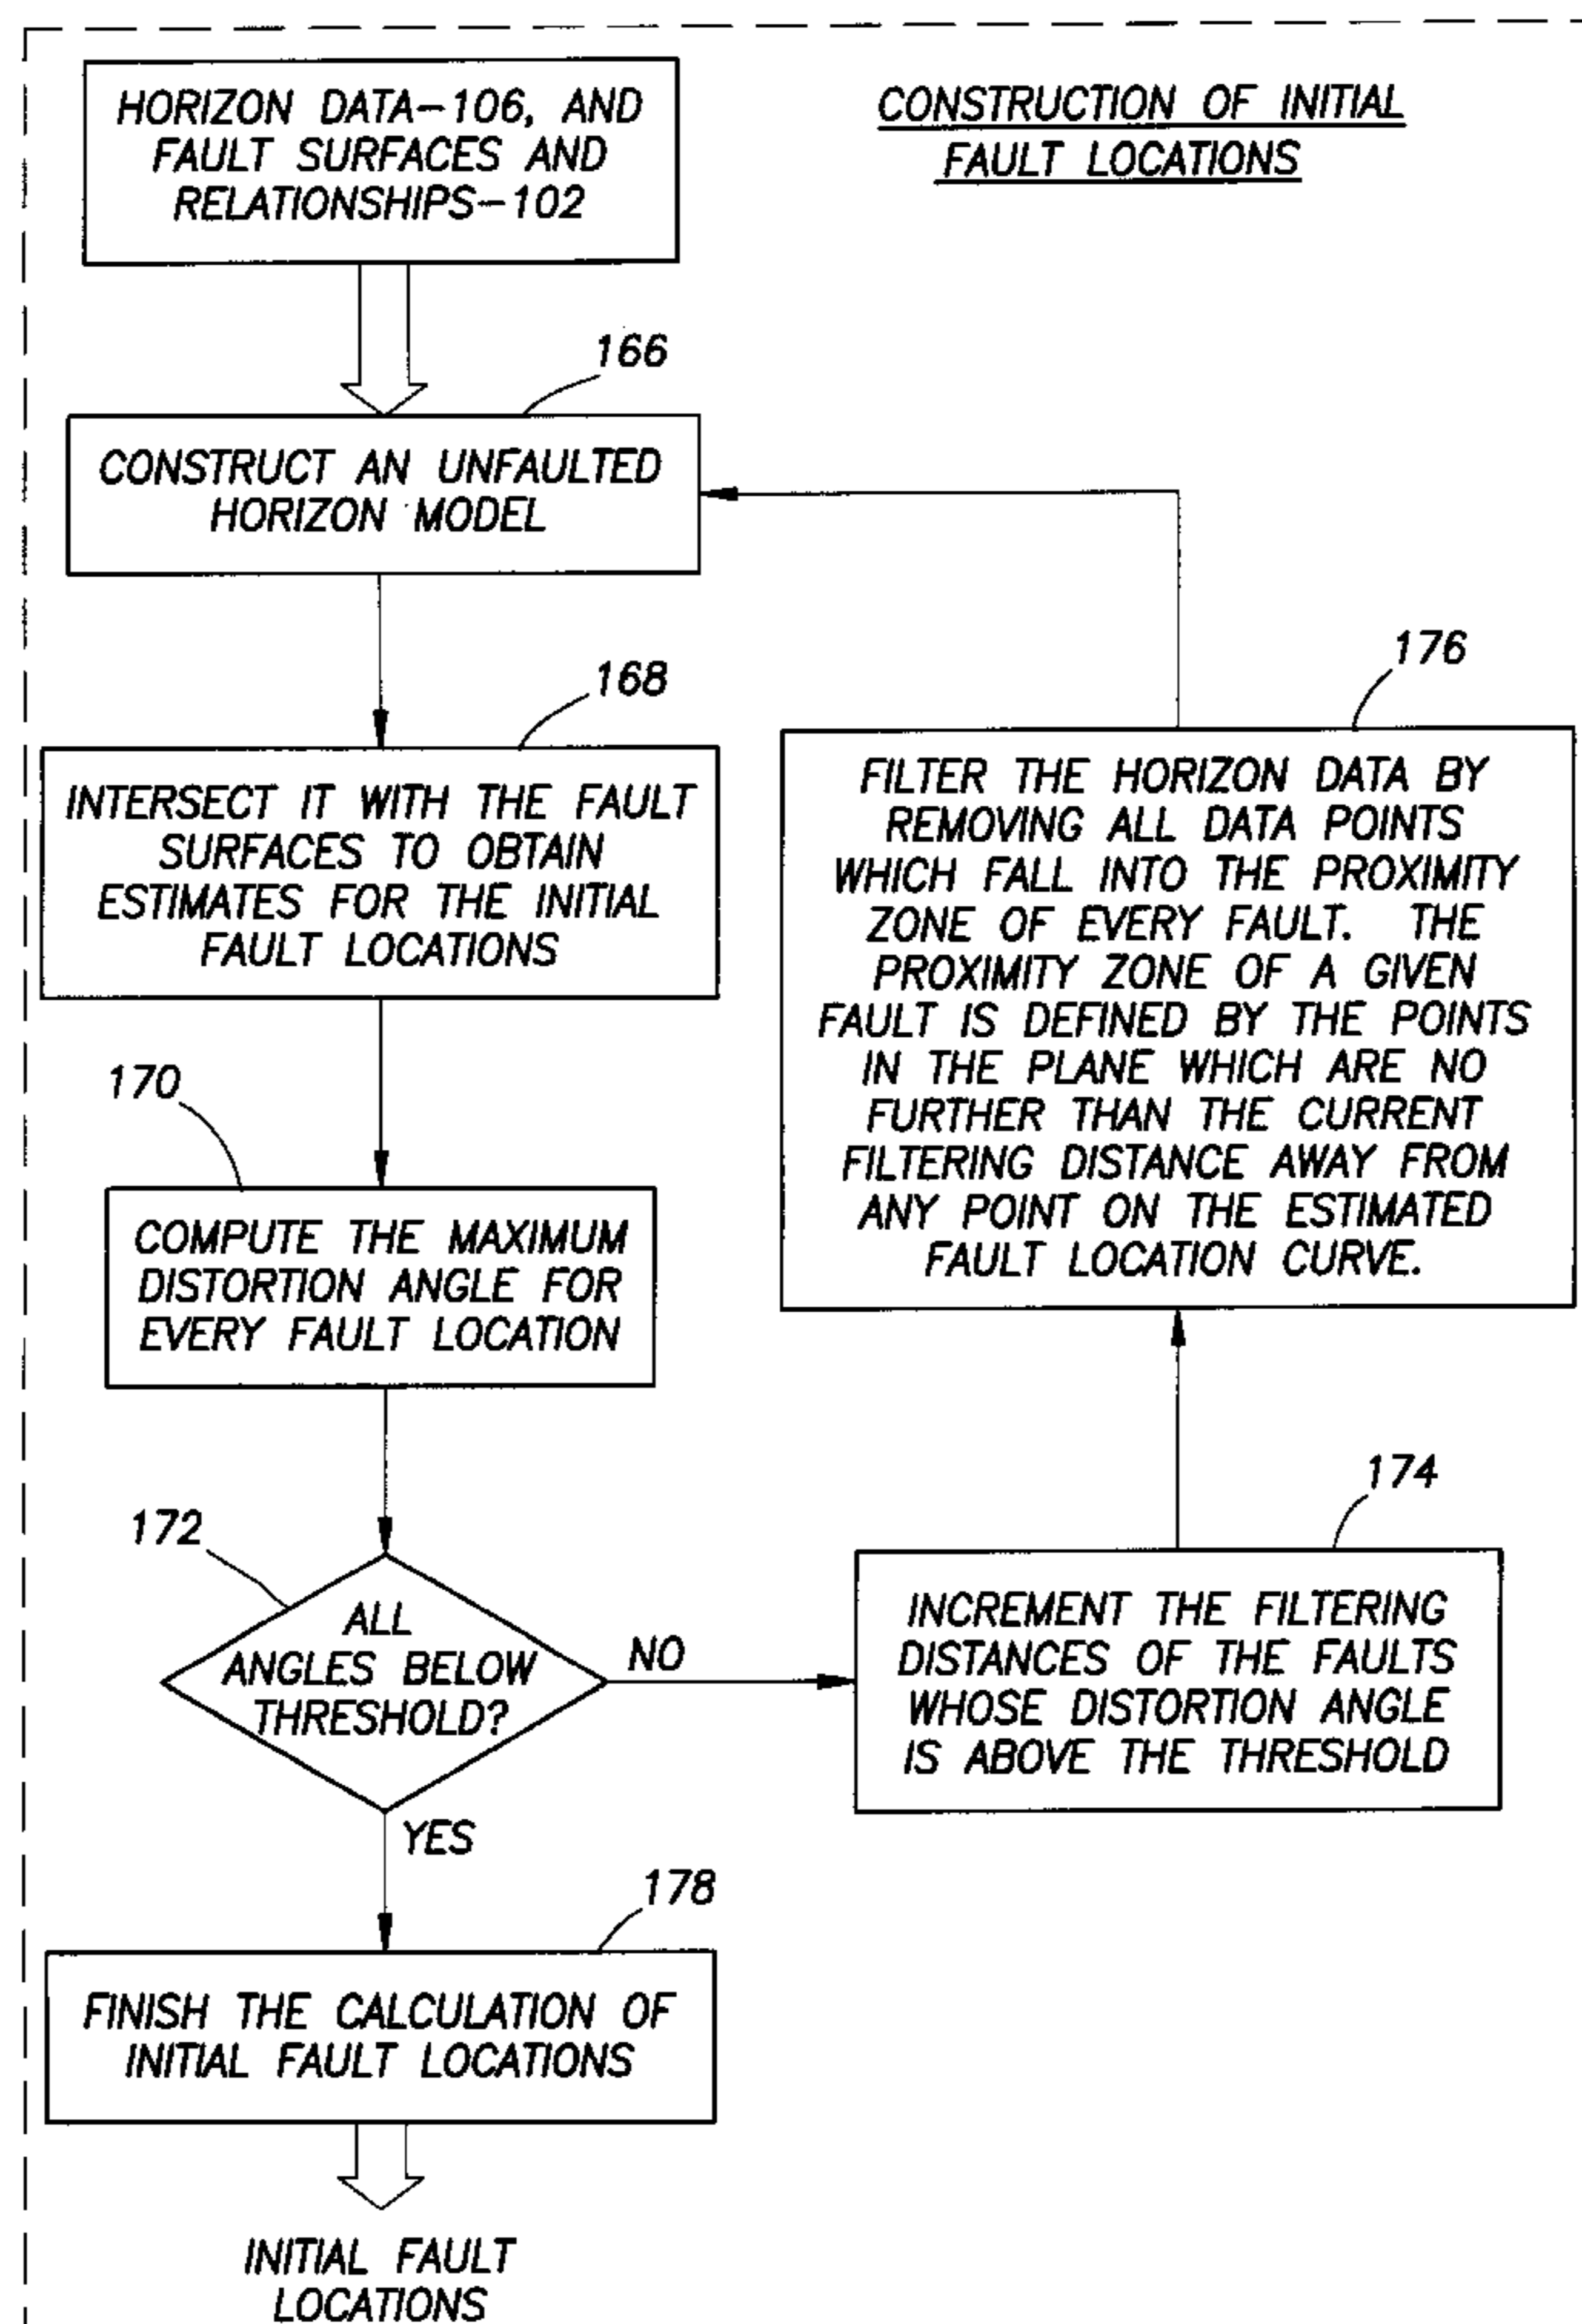 HORIZON DATA-106, AND
FAULT SURFACES AND
RELATIONSHIPS-102
CONSTRUCTION OF INITIAL
FAULT LOCATIONS
166
CONSTRUCT AN UNFAULTED
HORIZON MODEL
168
INTERSECT IT WITH THE FAULT
SURFACES TO OBTAIN
ESTIMATES FOR THE INITIAL
FAULT LOCATIONS
170
COMPUTE THE MAXIMUM
DISTORTION ANGLE FOR
EVERY FAULT LOCATION
172
ALL
ANGLES BELOW
THRESHOLD?
NO
YES
174
INCREMENT THE FILTERING
DISTANCES OF THE FAULTS
WHOSE DISTORTION ANGLE
IS ABOVE THE THRESHOLD
176
FILTER THE HORIZON DATA BY
REMOVING ALL DATA POINTS
WHICH FALL INTO THE PROXIMITY
ZONE OF EVERY FAULT. THE
PROXIMITY ZONE OF A GIVEN
FAULT IS DEFINED BY THE POINTS
IN THE PLANE WHICH ARE NO
FURTHER THAN THE CURRENT
FILTERING DISTANCE AWAY FROM
ANY POINT ON THE ESTIMATED
FAULT LOCATION CURVE.
178
FINISH THE CALCULATION OF
INITIAL FAULT LOCATIONS
INITIAL FAULT
LOCATIONS